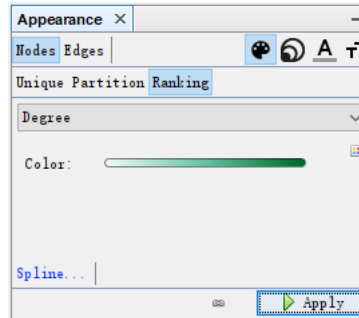 Appearance ×
Nodes Edges A T
Unique Partition Ranking
Degree
Color:
Spline...
Apply